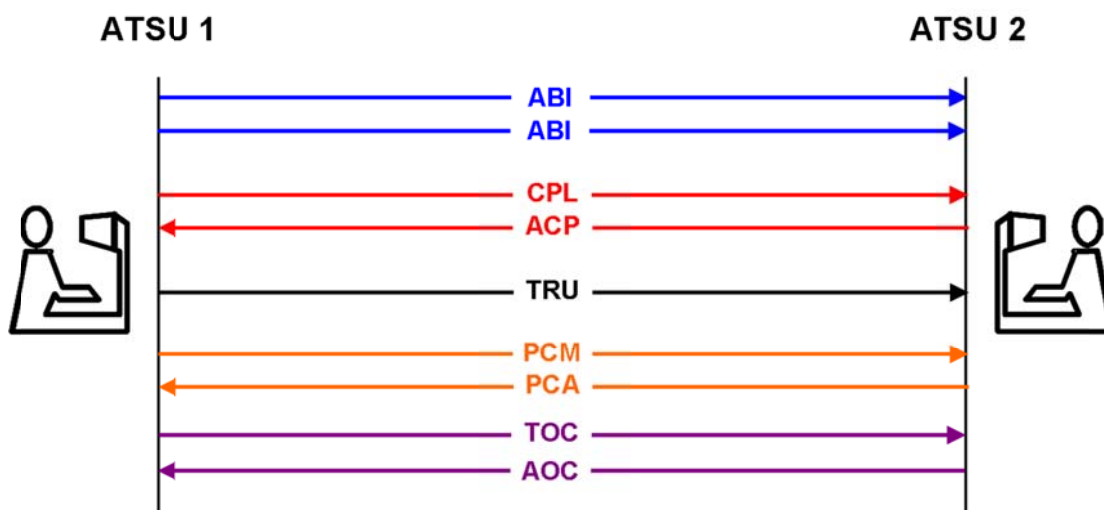 ATSU 1 ATSU 2
ABI
ABI
CPL
ACP
TRU
PCM
PCA
TOC
AOC